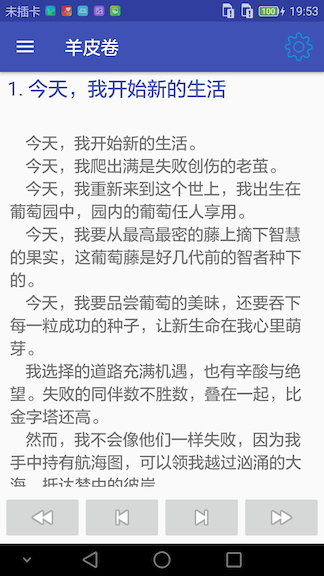 未插卡
100
19:53
羊皮卷
1. 今天，我开始新的生活
今天，我开始新的生活。
今天，我爬出满是失败创伤的老茧。
今天，我重新来到这个世上，我出生在
葡萄园中，园内的葡萄任人享用。
今天，我要从最高最密的藤上摘下智慧
的果实，这葡萄藤是好几代前的智者种下
的。
今天，我要品尝葡萄的美味，还要吞下
每一粒成功的种子，让新生命在我心里萌
芽。
我选择的道路充满机遇，也有辛酸与绝
望。失败的同伴数不胜数，叠在一起，比
金字塔还高。
然而，我不会像他们一样失败，因为我
手中持有航海图，可以领我越过汹涌的大
海，抵达梦中的彼岸